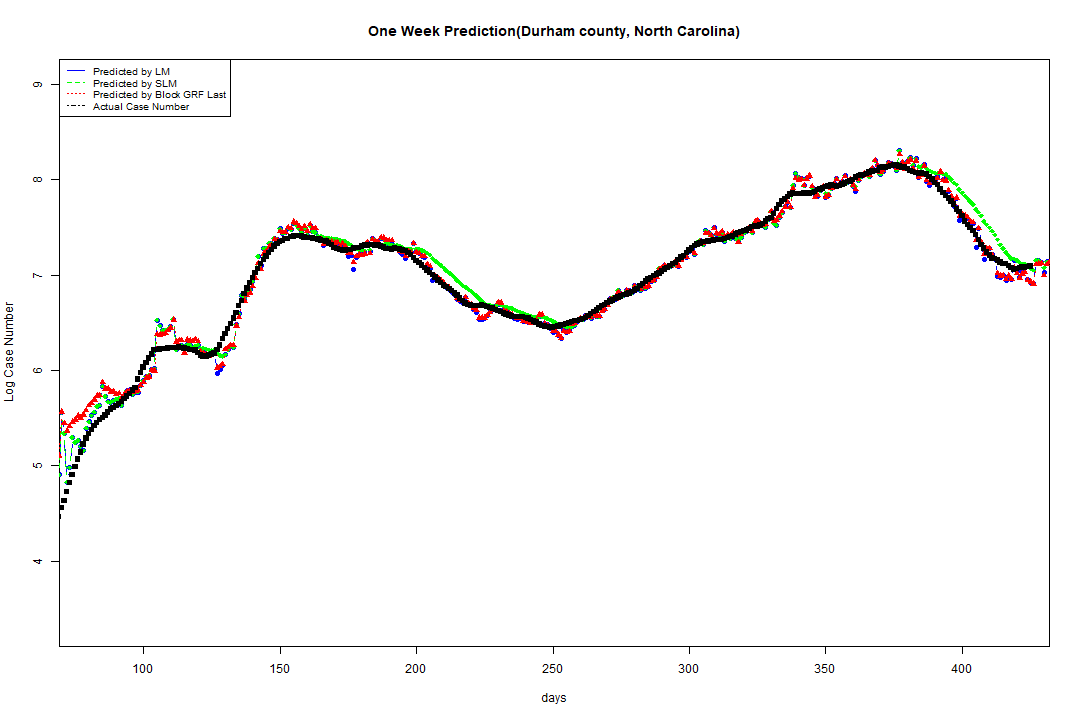 One Week Prediction(Durham county, North Carolina)
Predicted by LM
Predicted by SLM
Predicted by Block GRF Last
Actual Case Number
9
8
7
6
5
4
Log Case Number
100 150 200 250 300 350 400
days